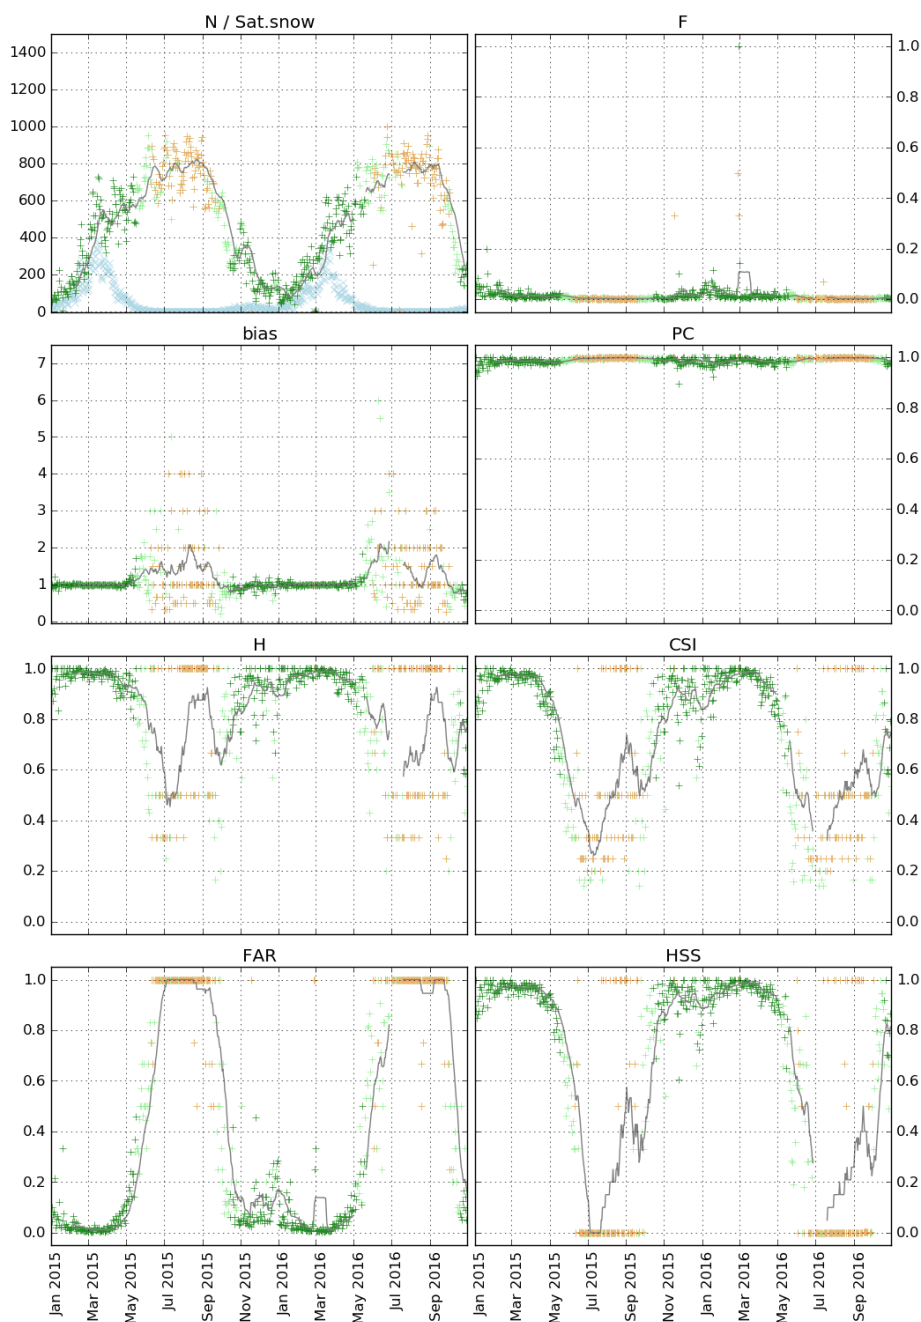 N / Sat.snow F
1400
1200
1000
800
600
400
200
0
1.0
0.8
0.6
0.4
0.2
0.0
bias PC
7
6
5
4
3
2
1
0
1.0
0.8
0.6
0.4
0.2
0.0
H CSI
1.0
0.8
0.6
0.4
0.2
0.0
1.0
0.8
0.6
0.4
0.2
0.0
FAR HSS
1.0
0.8
0.6
0.4
0.2
0.0
1.0
0.8
0.6
0.4
0.2
0.0
Jan 2015
Mar 2015
May 2015
Jul 2015
Sep 2015
Nov 2015
Jan 2016
Mar 2016
May 2016
Jul 2016
Sep 2016
Jan 2015
Mar 2015
May 2015
Jul 2015
Sep 2015
Nov 2015
Jan 2016
Mar 2016
May 2016
Jul 2016
Sep 2016